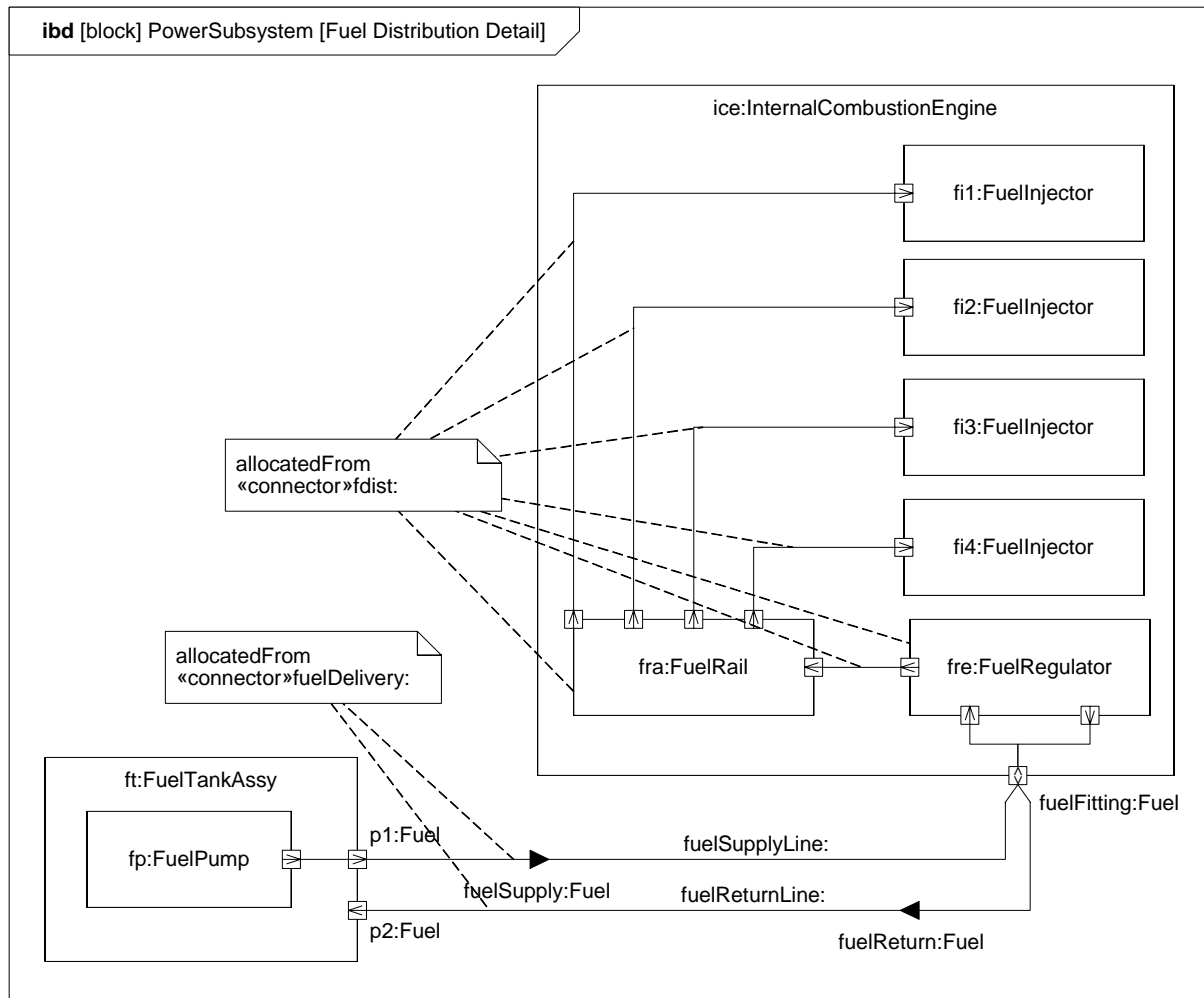 ibd [block] PowerSubsystem [Fuel Distribution Detail]
ice:InternalCombustionEngine
fi1:FuelInjector
fi2:FuelInjector
fi3:FuelInjector
allocatedFrom
«connector»fdist:
fi4:FuelInjector
allocatedFrom
«connector»fuelDelivery:
fra:FuelRail
fre:FuelRegulator
ft:FuelTankAssy
fuelFitting:Fuel
p1:Fuel
fp:FuelPump
fuelSupplyLine:
fuelSupply:Fuel
fuelReturnLine:
p2:Fuel
fuelReturn:Fuel